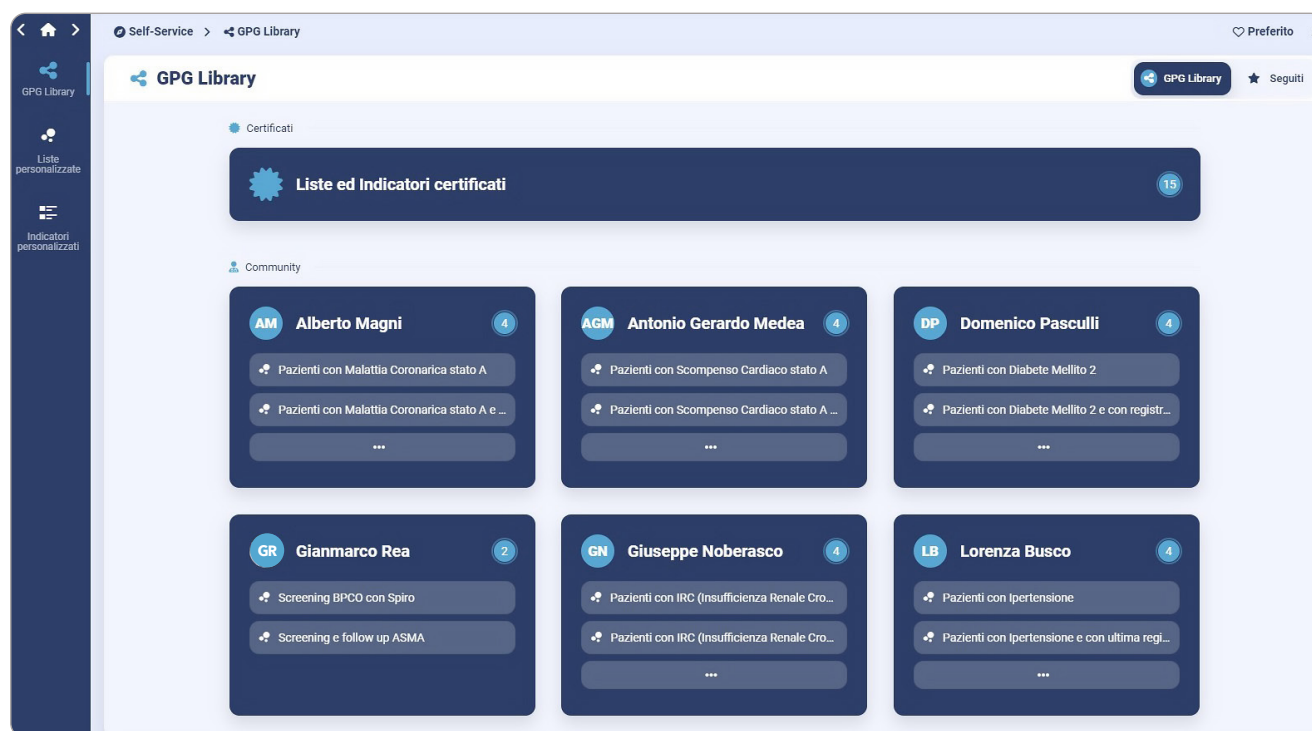 Self-Service > GPG Library
Preferito
GPG Library
Liste
personalizzate
Indicatori
personalizzati
GPG Library
GPG Library
Seguiti
Certificati
Liste ed Indicatori certificati
15
Community
AM Alberto Magni 4
Pazienti con Malattia Coronarica stato A
Pazienti con Malattia Coronarica stato A e ...
...
AGM Antonio Gerardo Medea 4
Pazienti con Scompenso Cardiaco stato A
Pazienti con Scompenso Cardiaco stato A ...
...
DP Domenico Pasculli 4
Pazienti con Diabete Mellito 2
Pazienti con Diabete Mellito 2 e con registr...
...
GR Gianmarco Rea 2
Screening BPCO con Spiro
Screening e follow up ASMA
GN Giuseppe Noberasco 4
Pazienti con IRC (Insufficienza Renale Cro...
Pazienti con IRC (Insufficienza Renale Cro...
...
LB Lorenza Busco 4
Pazienti con Ipertensione
Pazienti con Ipertensione e con ultima regi...
...